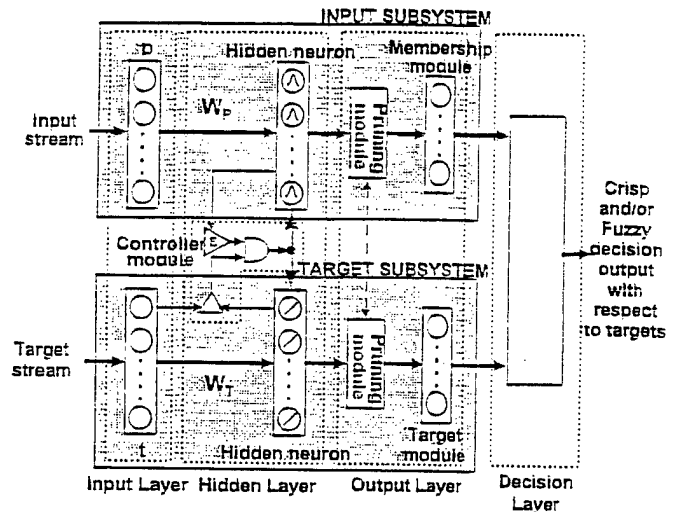 INPUT SUBSYSTEM
p
Hidden neuron
Membership
module
Input
stream
W_P
Pruning
module
Crisp
and/or
Fuzzy
decision
output
with
respect
to targets
Controller
module
E
TARGET SUBSYSTEM
Target
stream
W_T
Pruning
module
t
Hidden neuron
Target
module
Input Layer
Hidden Layer
Output Layer
Decision
Layer